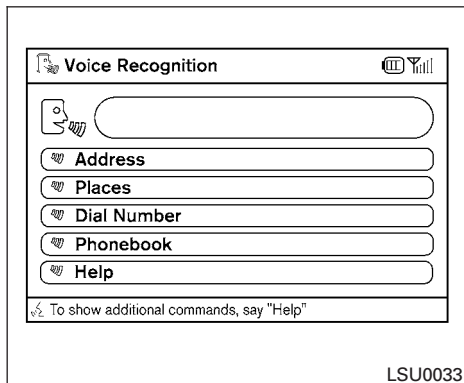 Voice Recognition
Address
Places
Dial Number
Phonebook
Help
To show additional commands, say "Help"
LSU0033